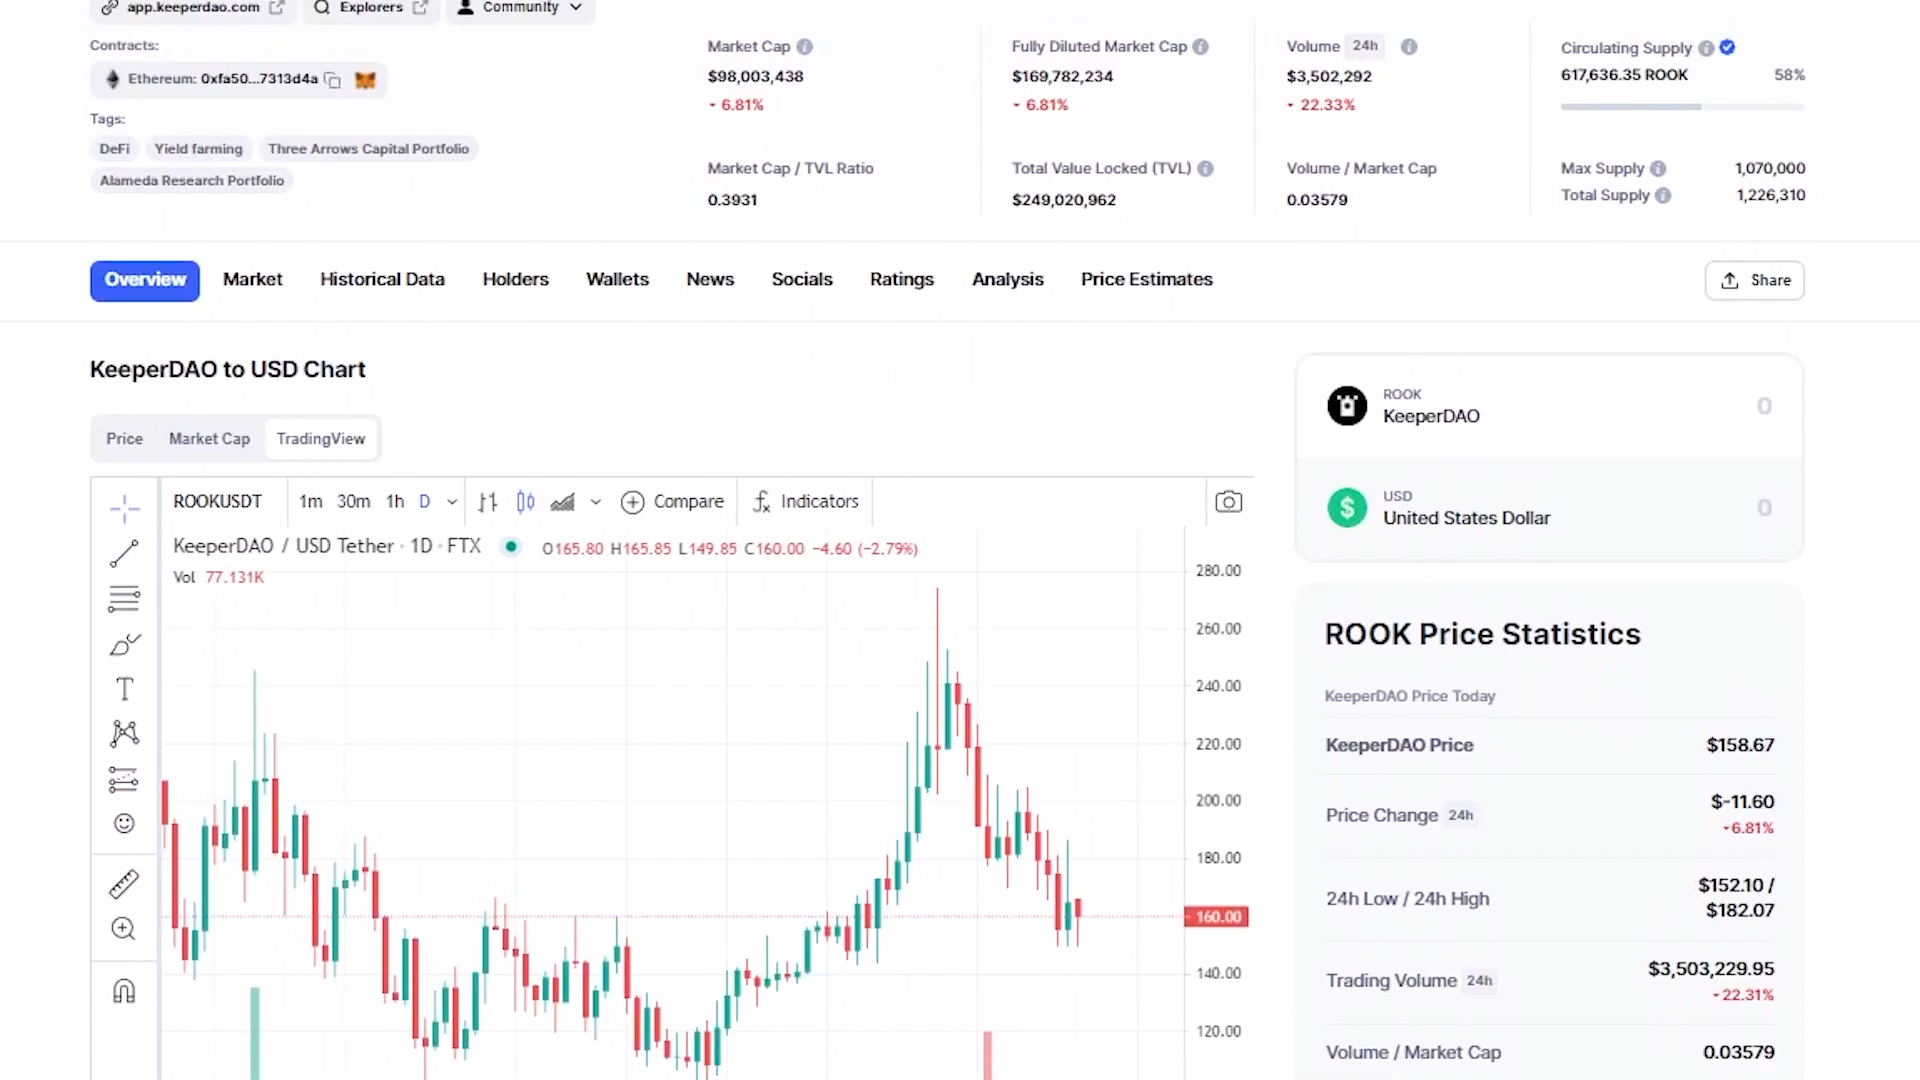 app.keeperdao.com
Explorers
Community
Contracts:
Ethereum: 0xfa50...7313d4a
Tags:
DeFi
Yield farming
Three Arrows Capital Portfolio
Alameda Research Portfolio
Market Cap
$98,003,438
6.81%
Market Cap / TVL Ratio
0.3931
Fully Diluted Market Cap
$169,782,234
6.81%
Total Value Locked (TVL)
$249,020,962
Volume 24h
$3,502,292
22.33%
Volume / Market Cap
0.03579
Circulating Supply
617,636.35 ROOK 58%
Max Supply 1,070,000
Total Supply 1,226,310
Overview
Market
Historical Data
Holders
Wallets
News
Socials
Ratings
Analysis
Price Estimates
Share
KeeperDAO to USD Chart
Price
Market Cap
TradingView
ROOKUSDT
1m 30m 1h D
Compare
Indicators
KeeperDAO / USD Tether · 1D · FTX
O165.80 H165.85 L149.85 C160.00 −4.60 (−2.79%)
Vol 77.131K
280.00
260.00
240.00
220.00
200.00
180.00
160.00
140.00
120.00
ROOK
KeeperDAO
0
USD
United States Dollar
0
ROOK Price Statistics
KeeperDAO Price Today
KeeperDAO Price $158.67
Price Change 24h
$-11.60
6.81%
24h Low / 24h High
$152.10 /
$182.07
Trading Volume 24h
$3,503,229.95
22.31%
Volume / Market Cap 0.03579